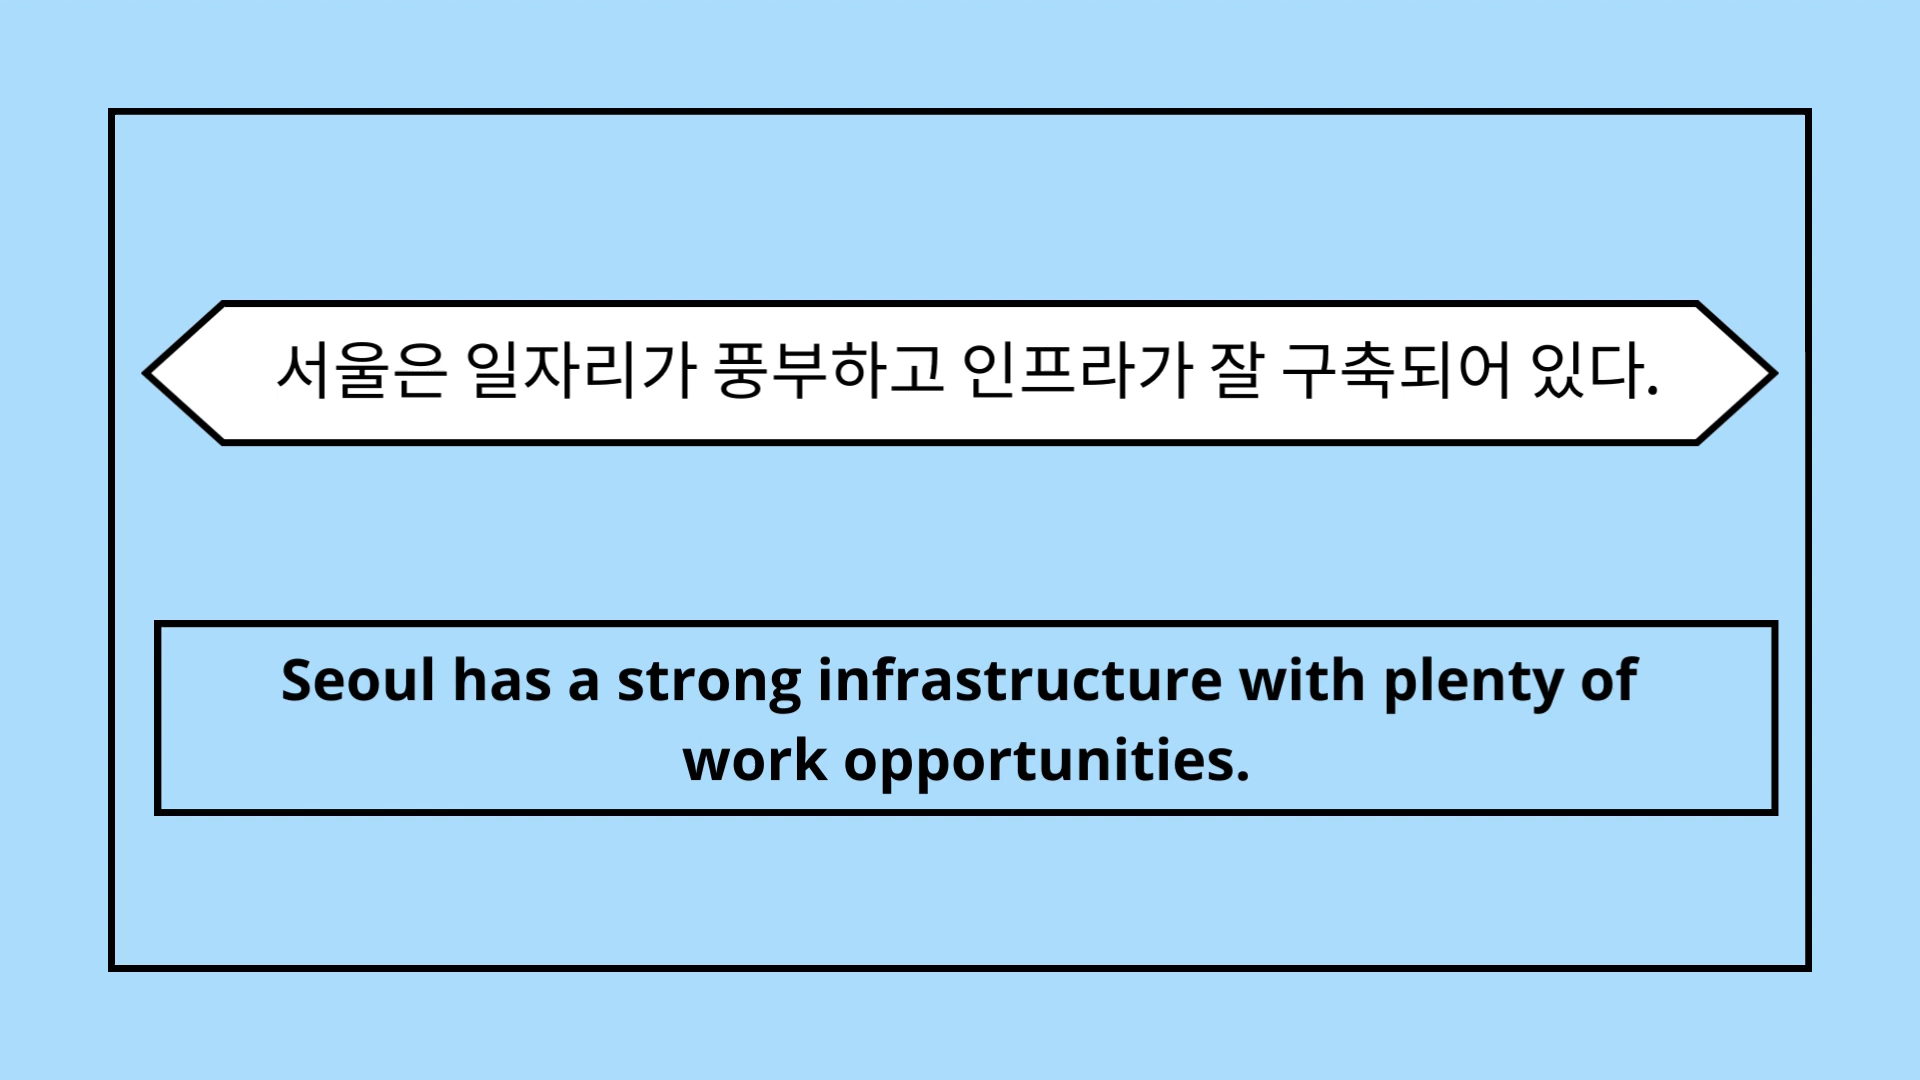 서울은 일자리가 풍부하고 인프라가 잘 구축되어 있다.
Seoul has a strong infrastructure with plenty of
work opportunities.